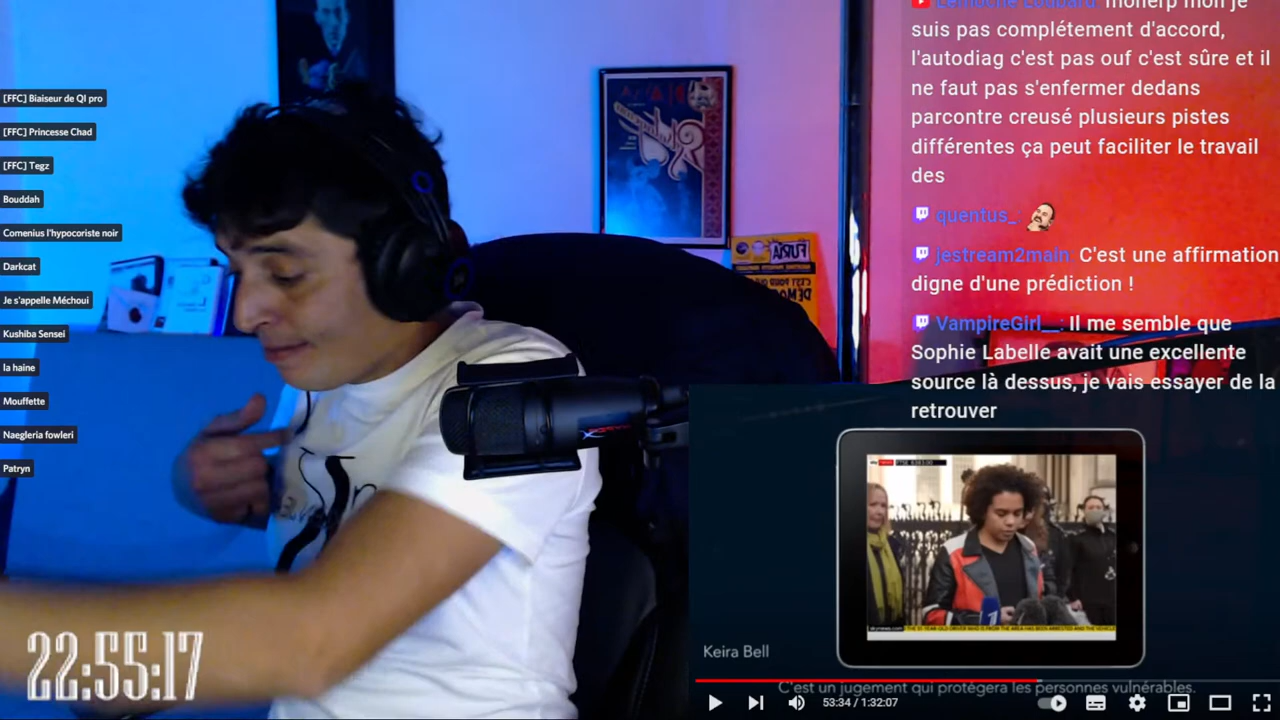 [FFC] Biaiseur de QI pro
[FFC] Princesse Chad
[FFC] Tegz
Bouddah
Comenius l'hypocoriste noir
Darkcat
Je s'appelle Méchoui
Kushiba Sensei
la haine
Mouffette
Naegleria fowleri
Patryn
22:55:17
suis pas complétement d'accord,
l'autodiag c'est pas ouf c'est sûre et il
ne faut pas s'enfermer dedans
parcontre creusé plusieurs pistes
différentes ça peut faciliter le travail
des
quentus_:
jestream2main: C'est une affirmation
digne d'une prédiction !
VampireGirl__: Il me semble que
Sophie Labelle avait une excellente
source là dessus, je vais essayer de la
retrouver
Keira Bell
C'est un jugement qui protégera les personnes vulnérables.
53:34 / 1:32:07